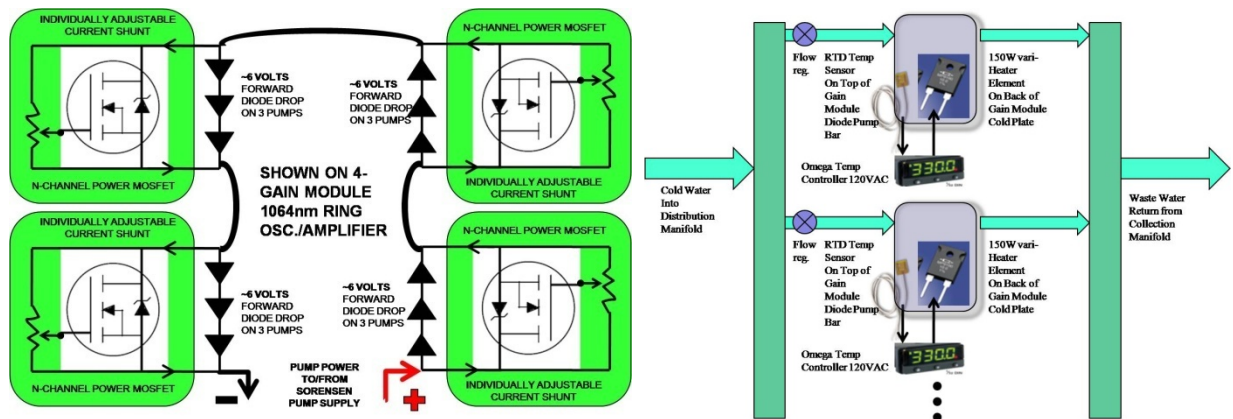 INDIVIDUALLY ADJUSTABLE
CURRENT SHUNT
N-CHANNEL POWER MOSFET
~6 VOLTS
FORWARD
DIODE DROP
ON 3 PUMPS
~6 VOLTS
FORWARD
DIODE DROP
ON 3 PUMPS
N-CHANNEL POWER MOSFET
INDIVIDUALLY ADJUSTABLE
CURRENT SHUNT
SHOWN ON 4-
GAIN MODULE
1064nm RING
OSC./AMPLIFIER
INDIVIDUALLY ADJUSTABLE
CURRENT SHUNT
N-CHANNEL POWER MOSFET
~6 VOLTS
FORWARD
DIODE DROP
ON 3 PUMPS
~6 VOLTS
FORWARD
DIODE DROP
ON 3 PUMPS
N-CHANNEL POWER MOSFET
INDIVIDUALLY ADJUSTABLE
CURRENT SHUNT
PUMP POWER
TO/FROM
SORENSEN
PUMP SUPPLY
Cold Water
Into
Distribution
Manifold
Flow
reg.
RTD Temp
Sensor
On Top of
Gain
Module
Diode Pump
Bar
150W vari-
Heater
Element
On Back of
Gain Module
Cold Plate
Omega Temp
Controller 120VAC
330.0
Flow
reg.
RTD Temp
Sensor
On Top of
Gain
Module
Diode Pump
Bar
150W vari-
Heater
Element
On Back of
Gain Module
Cold Plate
Omega Temp
Controller 120VAC
330.0
Waste Water
Return from
Collection
Manifold